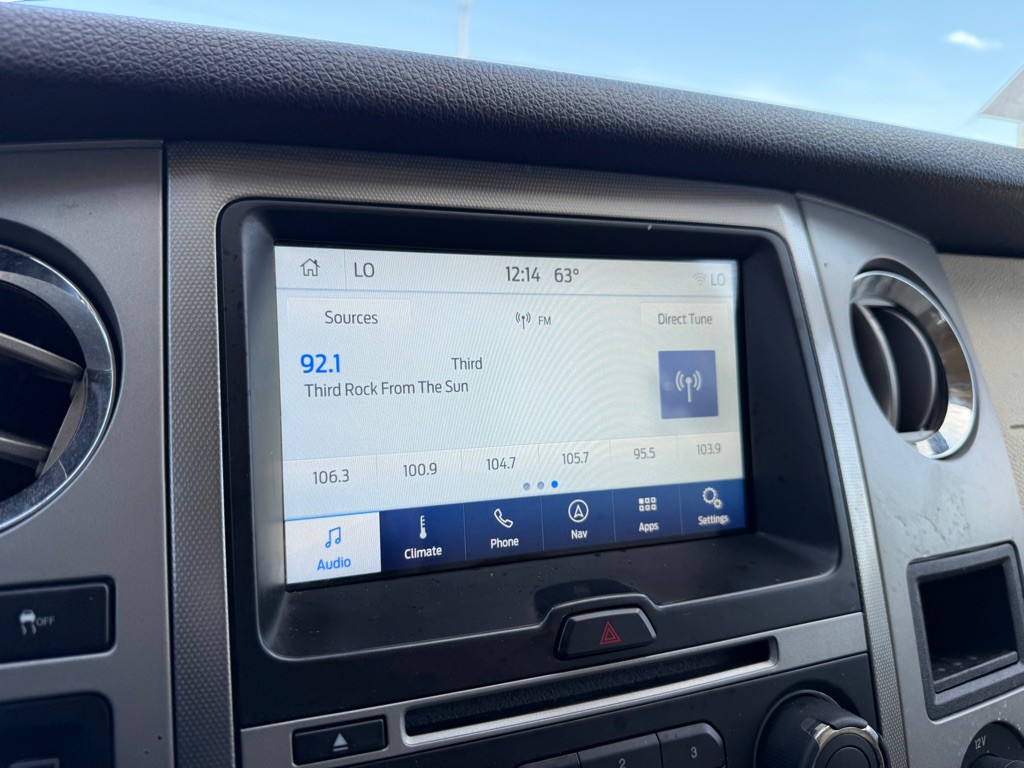 LO 12:14 63° LO
Sources FM Direct Tune
92.1 Third
Third Rock From The Sun
106.3 100.9 104.7 105.7 95.5 103.9
Audio Climate Phone Nav Apps Settings
OFF
2 3
12V